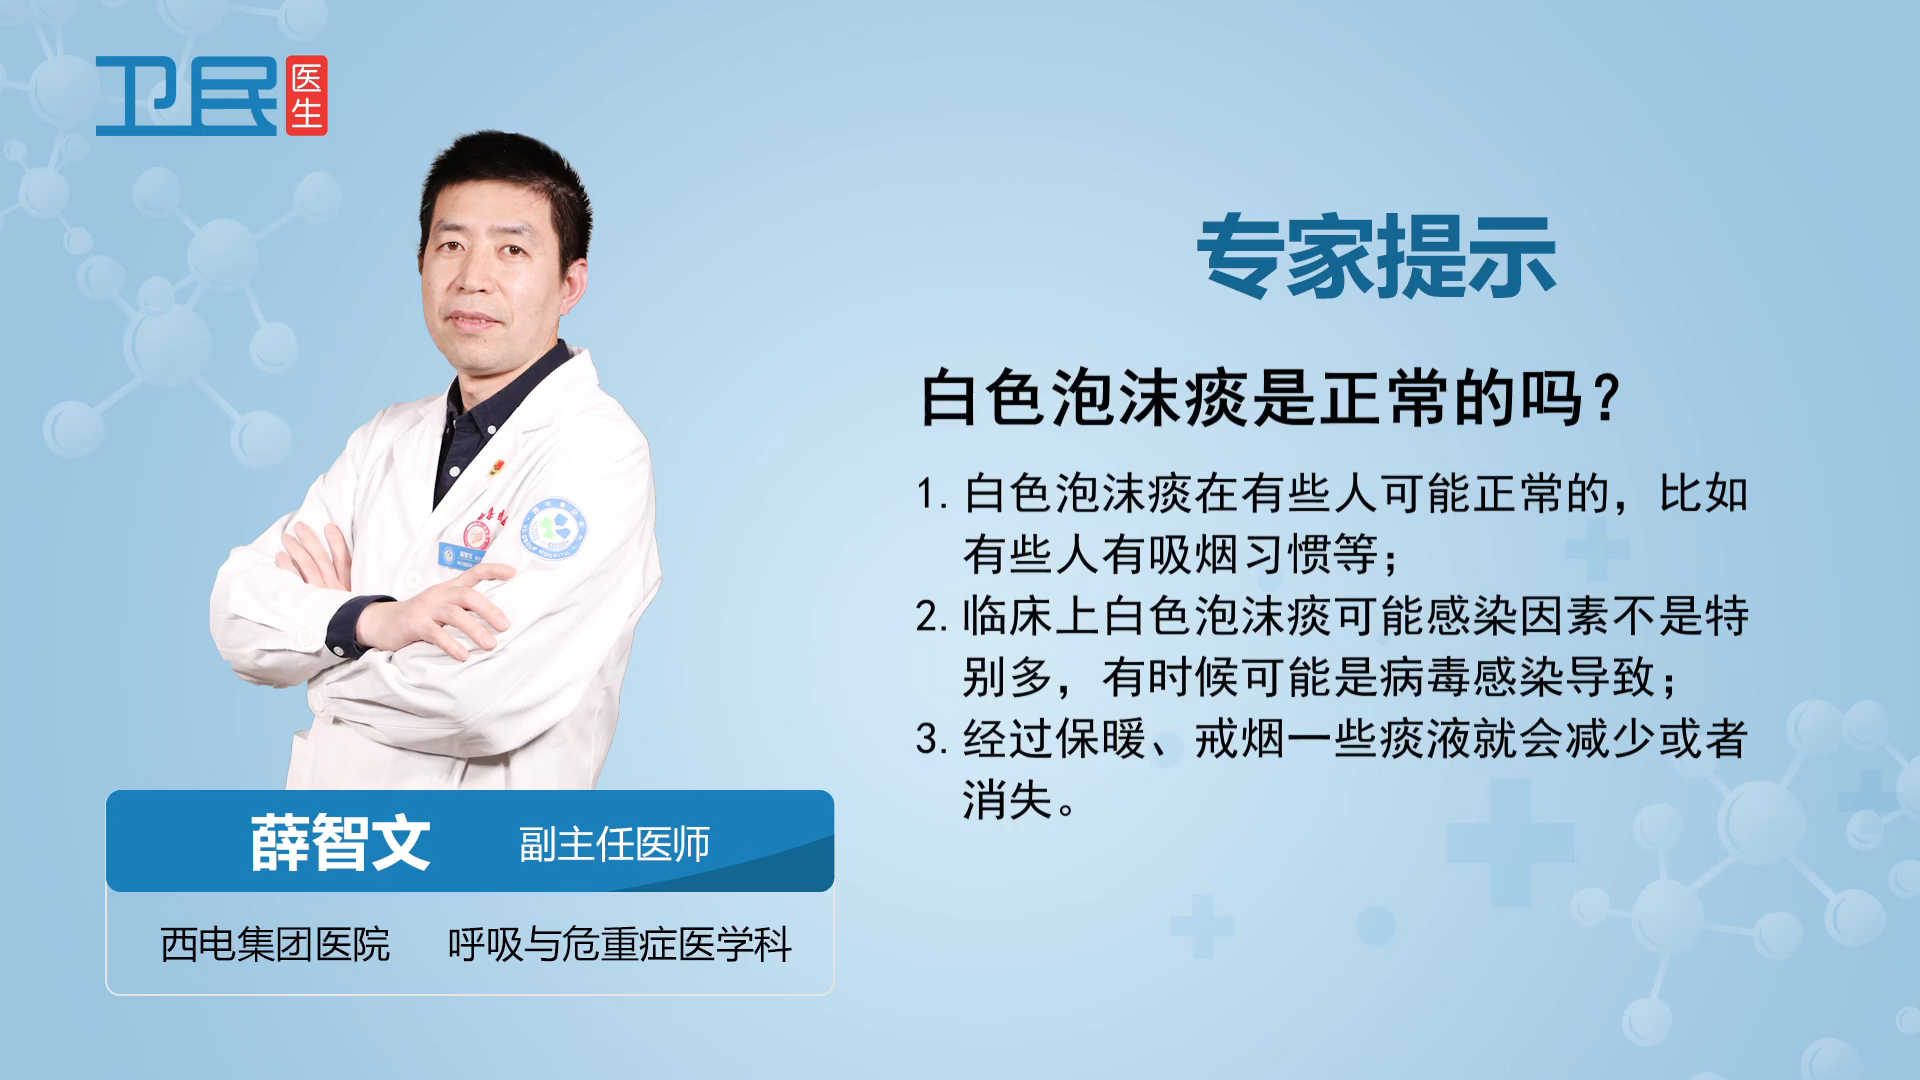 卫民医生
专家提示
白色泡沫痰是正常的吗？
1. 白色泡沫痰在有些人可能正常的，比如
有些人有吸烟习惯等；
2. 临床上白色泡沫痰可能感染因素不是特
别多，有时候可能是病毒感染导致；
3. 经过保暖、戒烟一些痰液就会减少或者
消失。
薛智文 副主任医师
西电集团医院 呼吸与危重症医学科